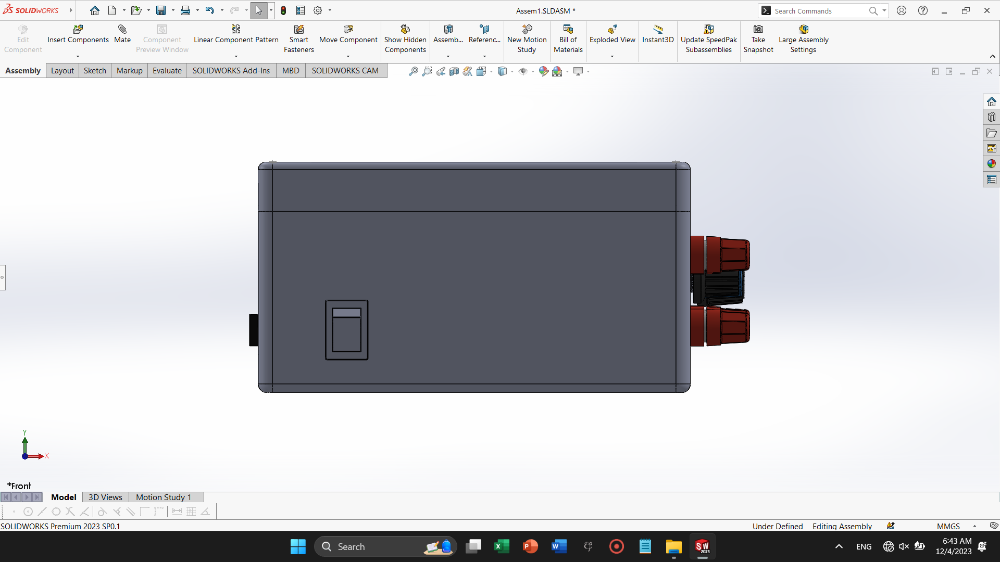 SOLIDWORKS
Assem1.SLDASM *
Search Commands
Edit Component
Insert Components
Mate
Component Preview Window
Linear Component Pattern
Smart Fasteners
Move Component
Show Hidden Components
Assemb...
Referenc...
New Motion Study
Bill of Materials
Exploded View
Instant3D
Update SpeedPak Subassemblies
Take Snapshot
Large Assembly Settings
Assembly
Layout
Sketch
Markup
Evaluate
SOLIDWORKS Add-Ins
MBD
SOLIDWORKS CAM
Y
X
*Front
Model
3D Views
Motion Study 1
SOLIDWORKS Premium 2023 SP0.1
Under Defined
Editing Assembly
MMGS
Search
SW
2023
ENG
6:43 AM
12/4/2023